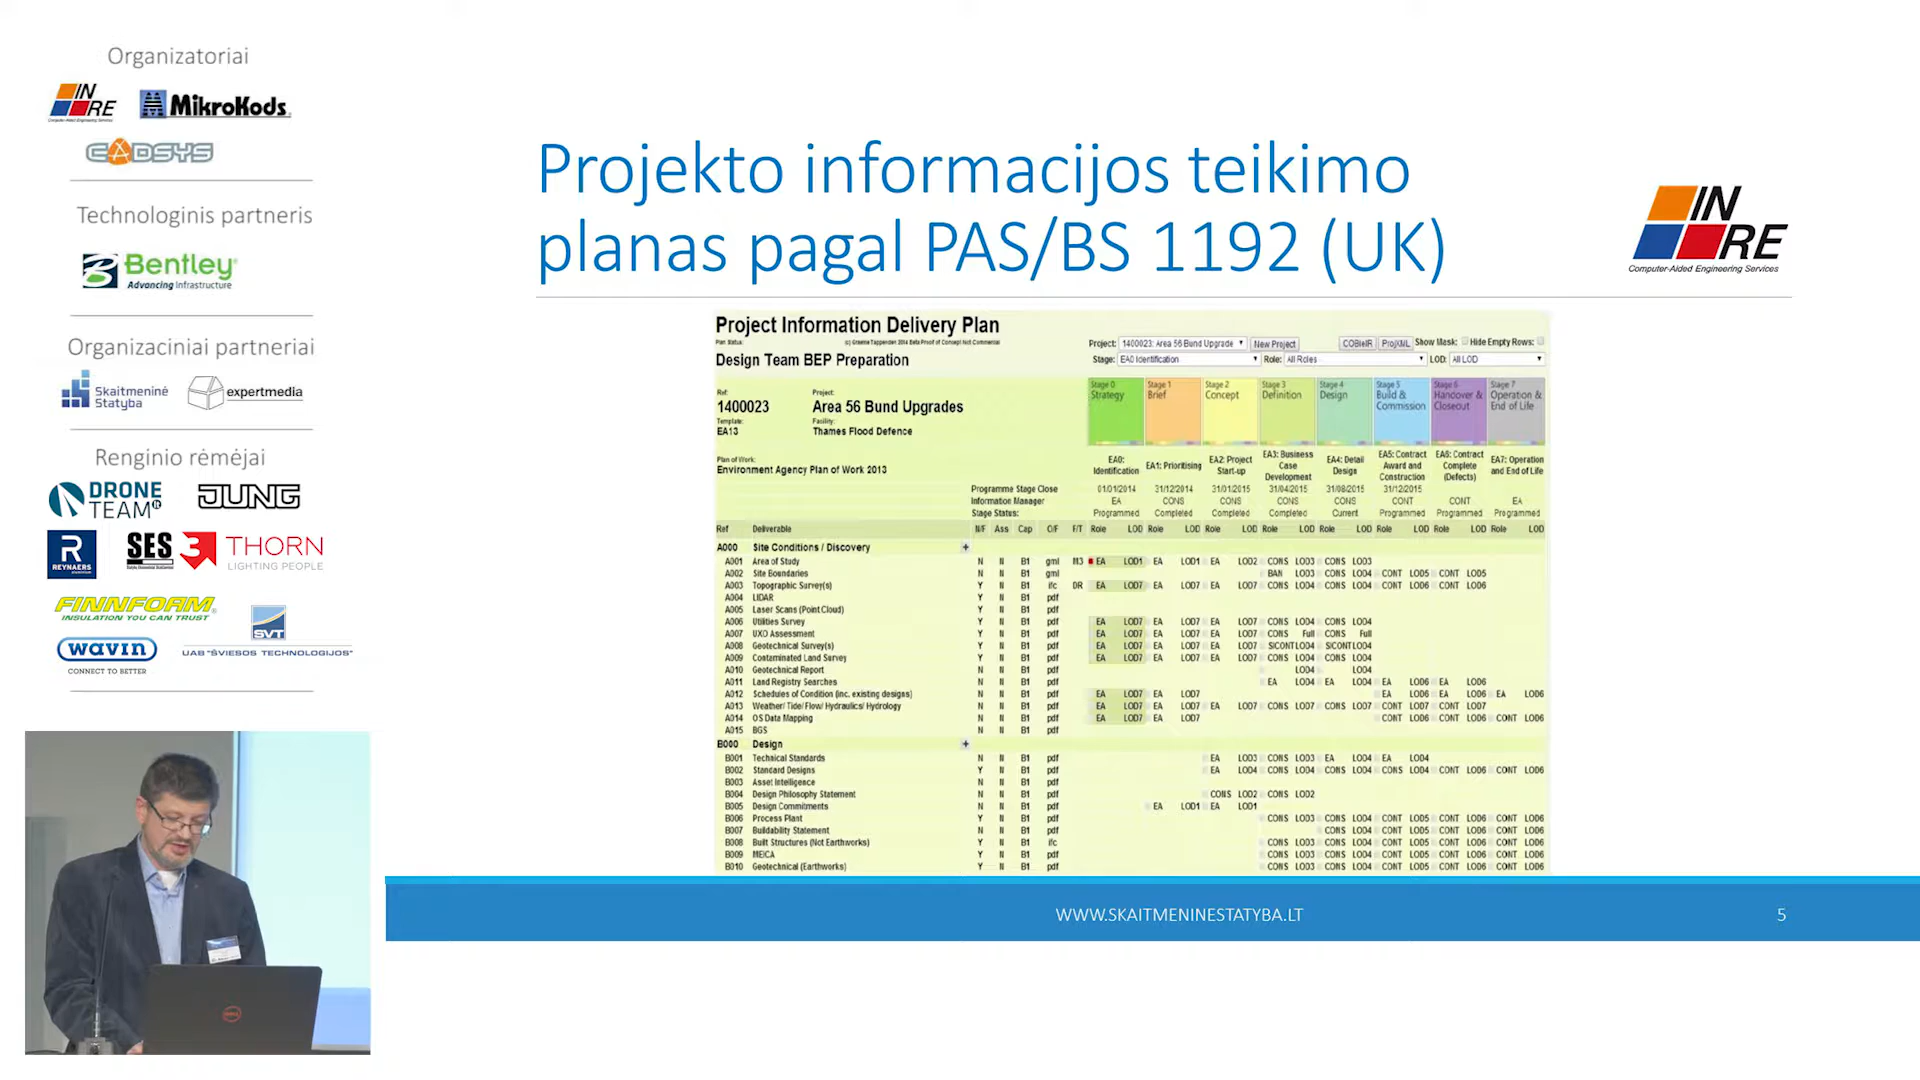 Organizatoriai
IN
RE
Computer-Aided Engineering Services
MikroKods
CADSYS
Technologinis partneris
Bentley
Advancing Infrastructure
Organizaciniai partneriai
Skaitmeninė
Statyba
expertmedia
Renginio rėmėjai
DRONE
TEAM lt
JUNG
R
REYNAERS
SES
THORN
LIGHTING PEOPLE
FINNFOAM
INSULATION YOU CAN TRUST
SVT
wavin
CONNECT TO BETTER
UAB "ŠVIESOS TECHNOLOGIJOS"
Projekto informacijos teikimo
planas pagal PAS/BS 1192 (UK)
IN
RE
Computer-Aided Engineering Services
Project Information Delivery Plan
Plan Status: (c) Graeme Tappenden 2014 Beta Proof of Concept Not Commercial
Design Team BEP Preparation
Project: 1400023: Area 56 Bund Upgrade New Project COBieIR ProjXML Show Mask: Hide Empty Rows:
Stage: EA0 Identification Role: All Roles LOD: All LOD
Ref: Project:
1400023 Area 56 Bund Upgrades
Template: Facility:
EA13 Thames Flood Defence
Plan of Work:
Environment Agency Plan of Work 2013
Stage 0 Strategy
Stage 1 Brief
Stage 2 Concept
Stage 3 Definition
Stage 4 Design
Stage 5 Build & Commission
Stage 6 Handover & Closeout
Stage 7 Operation & End of Life
EA0: Identification
EA1: Prioritising
EA2: Project Start-up
EA3: Business Case Development
EA4: Detail Design
EA5: Contract Award and Construction
EA6: Contract Complete (Defects)
EA7: Operation and End of Life
Programme Stage Close 01/01/2014 31/12/2014 31/01/2015 31/04/2015 31/08/2015 31/12/2015
Information Manager EA CONS CONS CONS CONS CONT CONT EA
Stage Status: Programmed Completed Completed Completed Current Programmed Programmed Programmed
Ref Deliverable N/F Ass Cap O/F F/T Role LOD Role LOD Role LOD Role LOD Role LOD Role LOD Role LOD Role LOD
A000 Site Conditions / Discovery +
A001 Area of Study N N B1 gml M3 EA LOD1 EA LOD1 EA LOD2 CONS LOD3 CONS LOD3
A002 Site Boundaries N N B1 gml BAN LOD3 CONS LOD4 CONT LOD5 CONT LOD5
A003 Topographic Survey(s) Y N B1 ifc DR EA LOD7 EA LOD7 EA LOD7 CONS LOD4 CONS LOD4 CONT LOD6 CONT LOD6
A004 LIDAR Y N B1 pdf
A005 Laser Scans (Point Cloud) Y N B1 pdf
A006 Utilities Survey Y N B1 pdf EA LOD7 EA LOD7 EA LOD7 CONS LOD4 CONS LOD4
A007 UXO Assessment Y N B1 pdf EA LOD7 EA LOD7 EA LOD7 CONS Full CONS Full
A008 Geotechnical Survey(s) Y N B1 pdf EA LOD7 EA LOD7 EA LOD7 SICONT LOD4 SICONT LOD4
A009 Contaminated Land Survey Y N B1 pdf EA LOD7 EA LOD7 EA LOD7 CONS LOD4 CONS LOD4
A010 Geotechnical Report N N B1 pdf LOD4 LOD4
A011 Land Registry Searches N N B1 pdf EA LOD4 EA LOD4 EA LOD6 EA LOD6
A012 Schedules of Condition (inc. existing designs) N N B1 pdf EA LOD7 EA LOD7 EA LOD6 EA LOD6 EA LOD6
A013 Weather/ Tide/ Flow/ Hydraulics/ Hydrology N N B1 pdf EA LOD7 EA LOD7 EA LOD7 CONS LOD7 CONS LOD7 CONT LOD7 CONT LOD7
A014 OS Data Mapping N N B1 pdf EA LOD7 EA LOD7 CONT LOD6 CONT LOD6 CONT LOD6
A015 BGS N N B1 pdf
B000 Design +
B001 Technical Standards N N B1 pdf EA LOD3 CONS LOD3 EA LOD4 EA LOD4
B002 Standard Designs Y N B1 pdf EA LOD4 CONS LOD4 CONS LOD4 CONS LOD4 CONT LOD6 CONT LOD6
B003 Asset Intelligence N N B1 pdf
B004 Design Philosophy Statement N N B1 pdf CONS LOD2 CONS LOD2
B005 Design Commitments N N B1 pdf EA LOD1 EA LOD1
B006 Process Plant Y N B1 pdf CONS LOD3 CONS LOD4 CONT LOD5 CONT LOD6 CONT LOD6
B007 Buildability Statement N N B1 pdf CONS LOD4 CONT LOD5 CONT LOD6 CONT LOD6
B008 Built Structures (Not Earthworks) Y N B1 ifc CONS LOD3 CONS LOD4 CONT LOD5 CONT LOD6 CONT LOD6
B009 MEICA Y N B1 pdf CONS LOD3 CONS LOD4 CONT LOD5 CONT LOD6 CONT LOD6
B010 Geotechnical (Earthworks) Y N B1 pdf CONS LOD3 CONS LOD4 CONT LOD5 CONT LOD6 CONT LOD6
WWW.SKAITMENINESTATYBA.LT
5